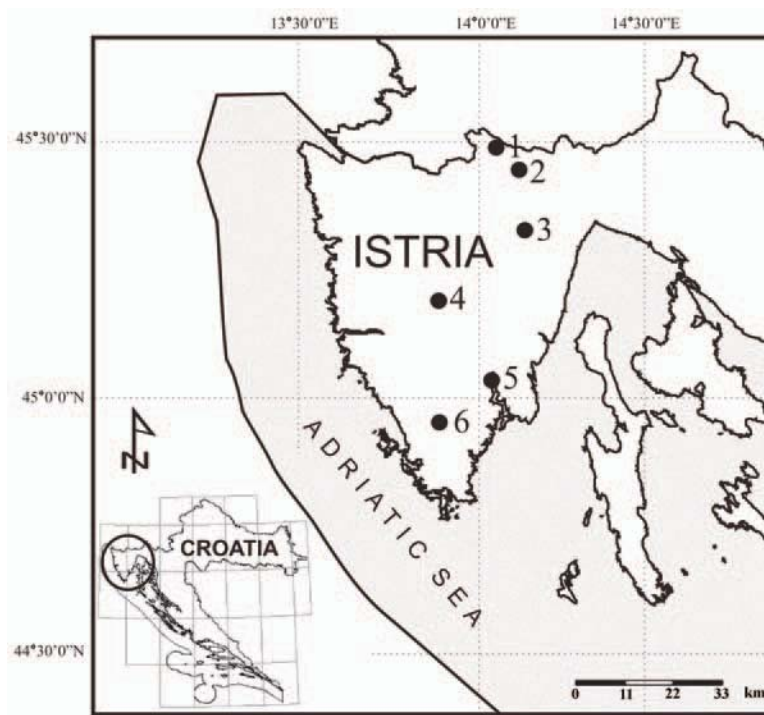 13°30'0"E 14°0'0"E 14°30'0"E
45°30'0"N
1
2
3
ISTRIA
4
5
45°0'0"N
6
ADRIATIC SEA
N
CROATIA
44°30'0"N
0 11 22 33 km